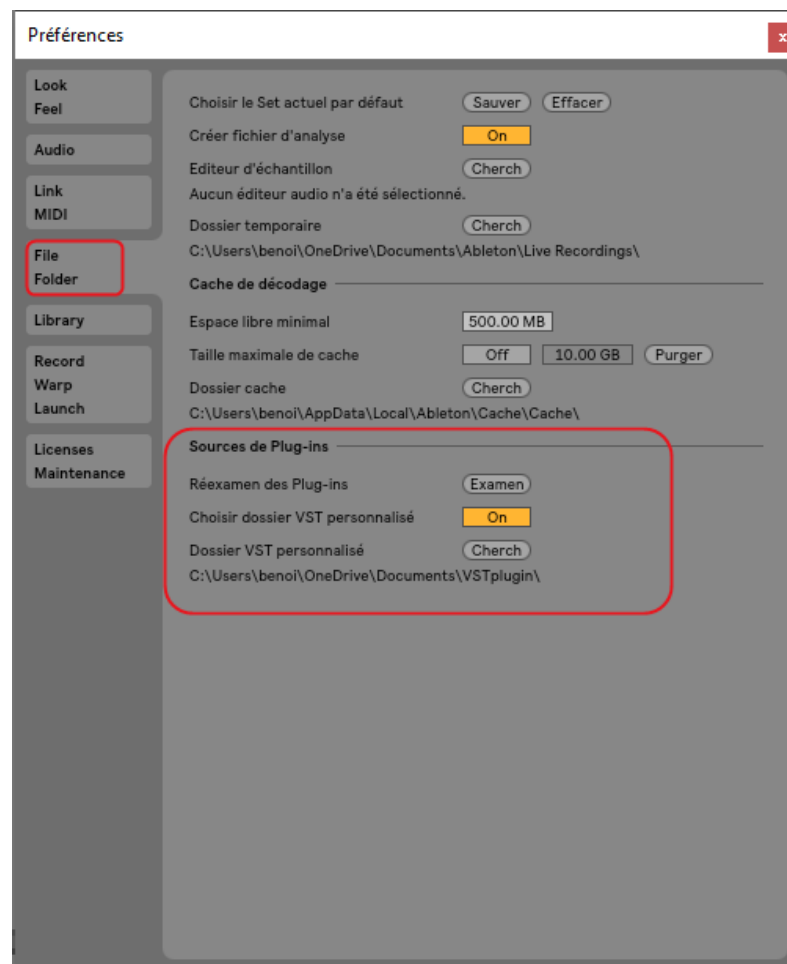 Préférences
x
Look
Feel
Audio
Link
MIDI
File
Folder
Library
Record
Warp
Launch
Licenses
Maintenance
Choisir le Set actuel par défaut Sauver Effacer
Créer fichier d'analyse On
Editeur d'échantillon Cherch
Aucun éditeur audio n'a été sélectionné.
Dossier temporaire Cherch
C:\Users\benoi\OneDrive\Documents\Ableton\Live Recordings\
Cache de décodage
Espace libre minimal 500.00 MB
Taille maximale de cache Off 10.00 GB Purger
Dossier cache Cherch
C:\Users\benoi\AppData\Local\Ableton\Cache\Cache\
Sources de Plug-ins
Réexamen des Plug-ins Examen
Choisir dossier VST personnalisé On
Dossier VST personnalisé Cherch
C:\Users\benoi\OneDrive\Documents\VSTplugin\